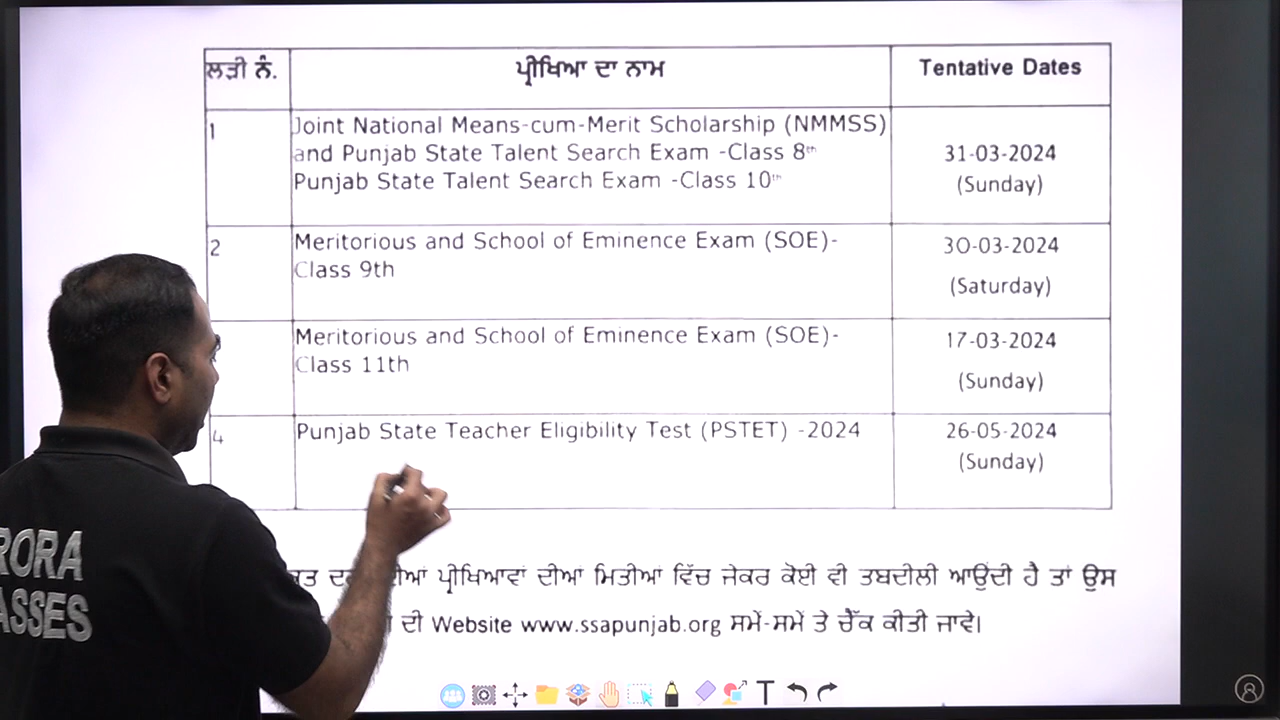 ਲੜੀ ਨੰ. ਪ੍ਰੀਖਿਆ ਦਾ ਨਾਮ Tentative Dates
1 Joint National Means-cum-Merit Scholarship (NMMSS)
and Punjab State Talent Search Exam -Class 8th
Punjab State Talent Search Exam -Class 10th
31-03-2024
(Sunday)
2 Meritorious and School of Eminence Exam (SOE)-
Class 9th
30-03-2024
(Saturday)
Meritorious and School of Eminence Exam (SOE)-
Class 11th
17-03-2024
(Sunday)
4 Punjab State Teacher Eligibility Test (PSTET) -2024
26-05-2024
(Sunday)
ਪ੍ਰੀਖਿਆਵਾਂ ਦੀਆਂ ਮਿਤੀਆਂ ਵਿੱਚ ਜੇਕਰ ਕੋਈ ਵੀ ਤਬਦੀਲੀ ਆਉਂਦੀ ਹੈ ਤਾਂ ਉਸ
ਦੀ Website www.ssapunjab.org ਸਮੇਂ-ਸਮੇਂ ਤੇ ਚੈੱਕ ਕੀਤੀ ਜਾਵੇ।
RORA
ASSES